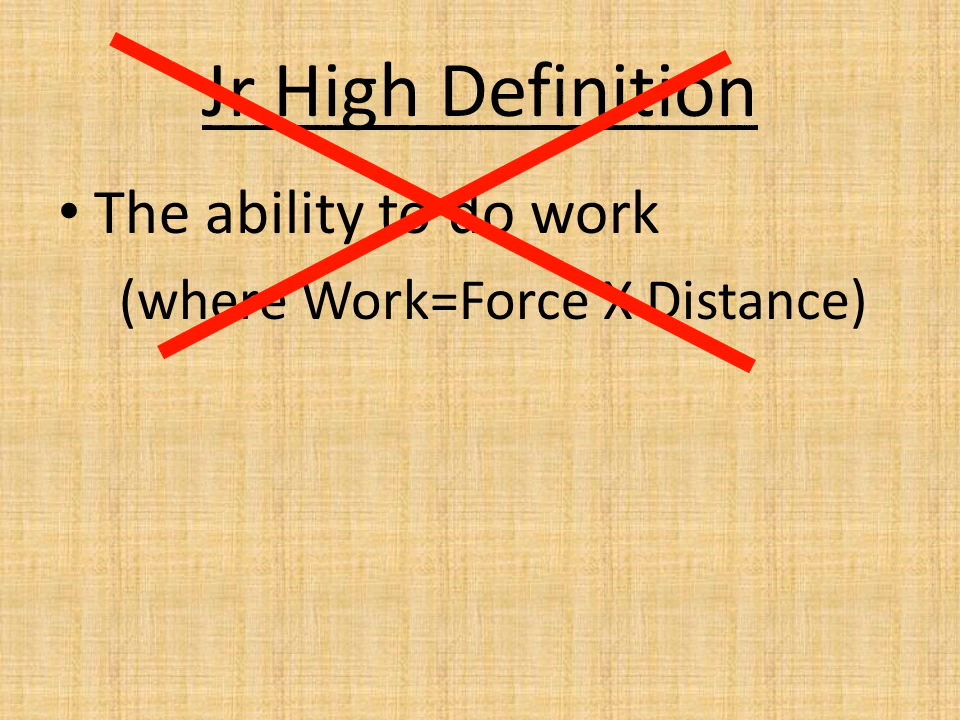 Jr High Definition
• The ability to do work
(where Work=Force X Distance)